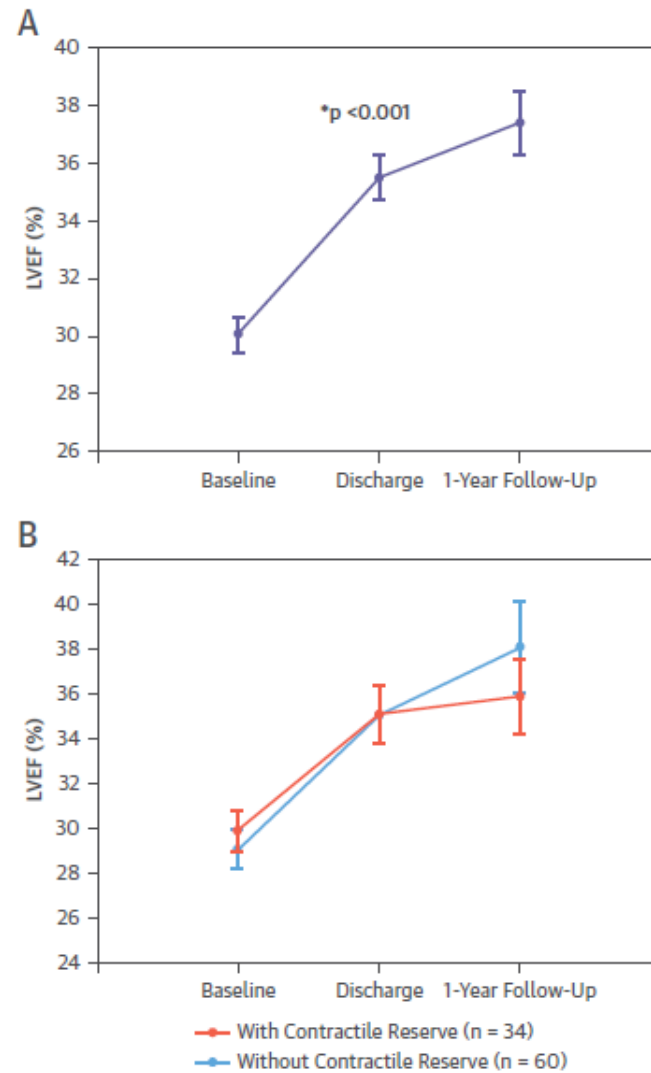 A
40
38
36
34
32
30
28
26
LVEF (%)
*p <0.001
Baseline Discharge 1-Year Follow-Up
B
42
40
38
36
34
32
30
28
26
24
LVEF (%)
Baseline Discharge 1-Year Follow-Up
With Contractile Reserve (n = 34)
Without Contractile Reserve (n = 60)